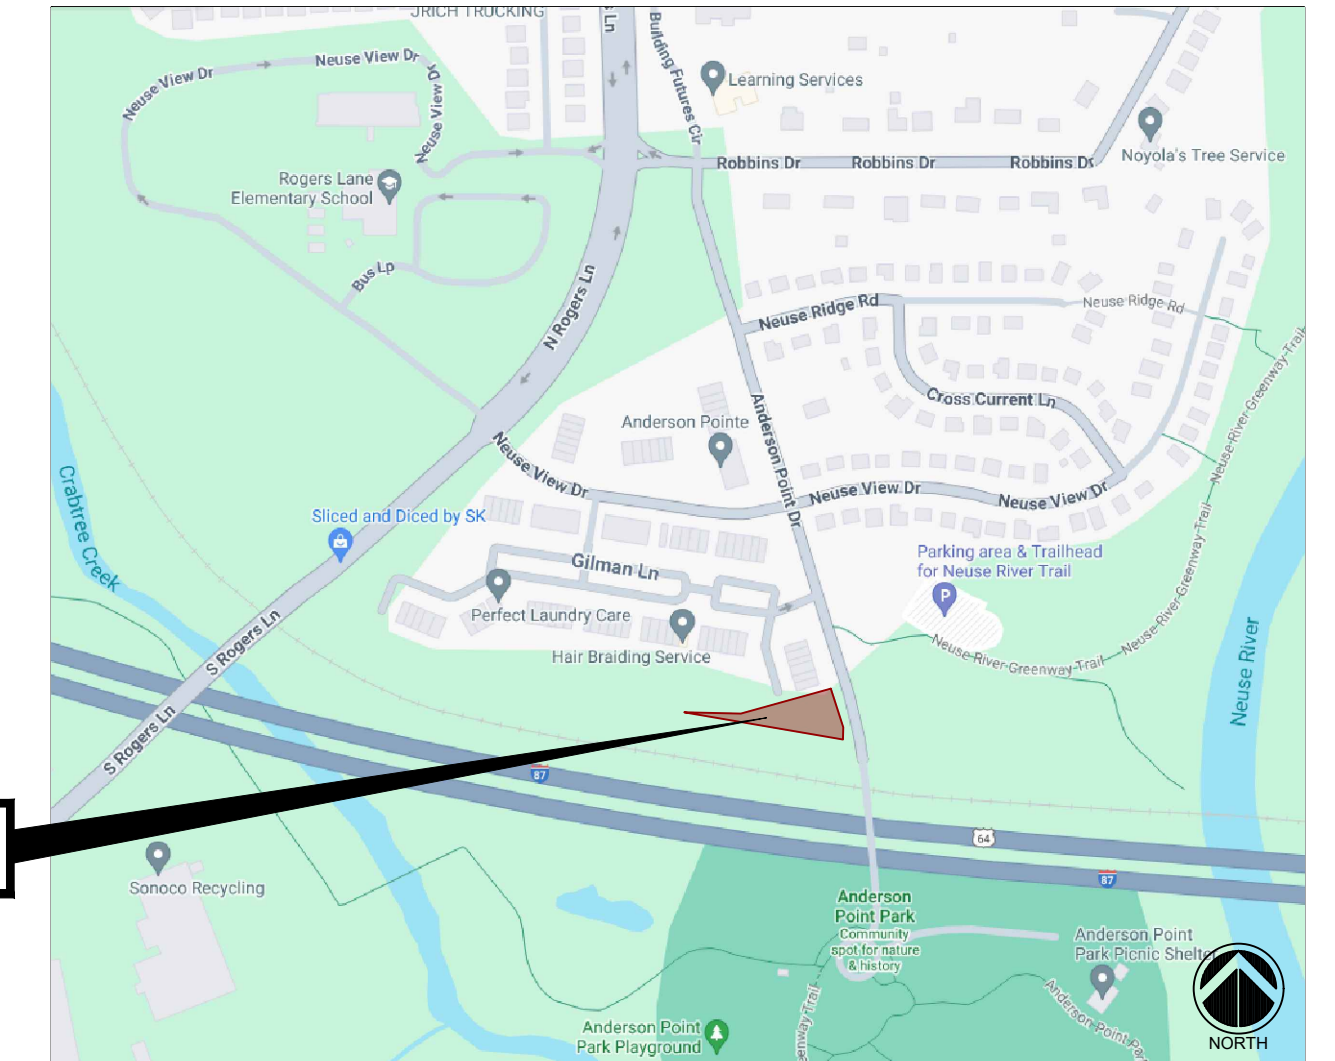 JRICH TRUCKING
Ln
Building Futures Cir
Learning Services
Neuse View Dr
Neuse View Dr
Neuse View Dr
Noyola's Tree Service
Robbins Dr
Robbins Dr
Robbins Dr
Rogers Lane
Elementary School
Bus Lp
N Rogers Ln
Neuse Ridge Rd
Neuse Ridge Rd
Cross Current Ln
Anderson Pointe
Anderson Point Dr
Neuse View Dr
Neuse View Dr
Neuse View Dr
Neuse River Greenway Trail
Neuse River Greenway Trail
Neuse River Greenway Trail
Crabtree Creek
Sliced and Diced by SK
Gilman Ln
Parking area & Trailhead
for Neuse River Trail
P
Perfect Laundry Care
Hair Braiding Service
S Rogers Ln
S Rogers Ln
Neuse River
87
64
87
Sonoco Recycling
Anderson
Point Park
Community
spot for nature
& history
Anderson Point
Park Picnic Shelter
Anderson Point
Park Playground
NORTH